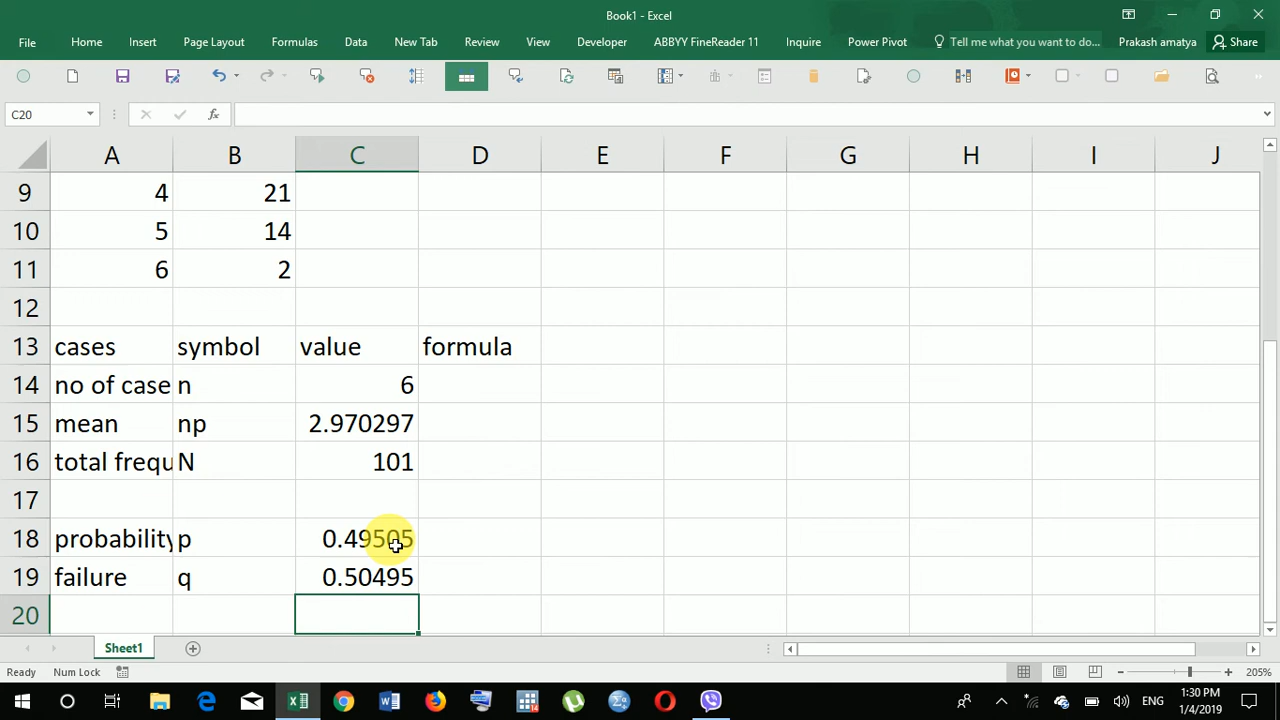 Book1 - Excel
File Home Insert Page Layout Formulas Data New Tab Review View Developer ABBYY FineReader 11 Inquire Power Pivot Tell me what you want to do... Prakash amatya Share
C20 fx
A B C D E F G H I J
9 4 21
10 5 14
11 6 2
12
13 cases symbol value formula
14 no of case n 6
15 mean np 2.970297
16 total frequ N 101
17
18 probability p 0.49505
19 failure q 0.50495
20
Sheet1
Ready Num Lock 205%
ENG 1:30 PM
1/4/2019